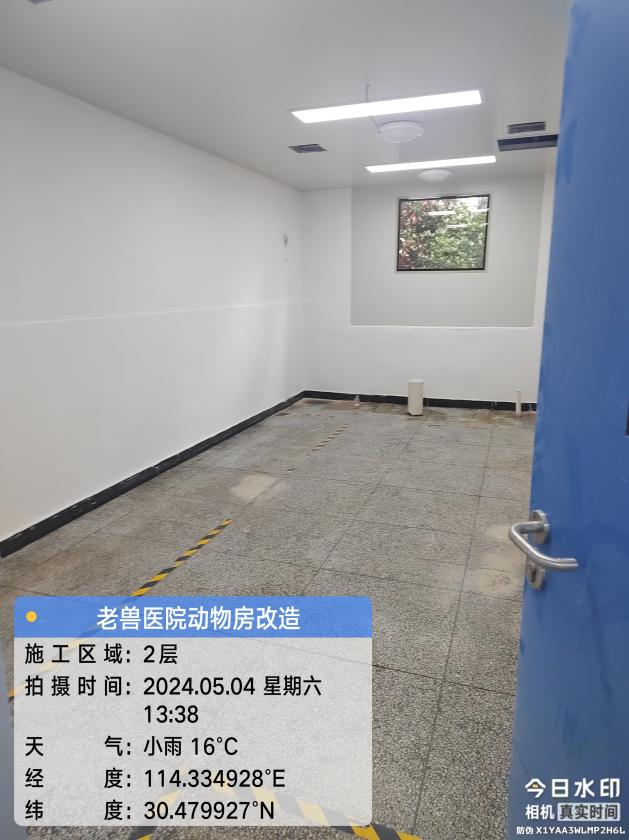 老兽医院动物房改造
施工区域：2层
拍摄时间：2024.05.04 星期六
13:38
天 气：小雨 16℃
经 度：114.334928°E
纬 度：30.479927°N
今日水印
相机 真实时间
防伪 X1YAA3WLMP2H6L